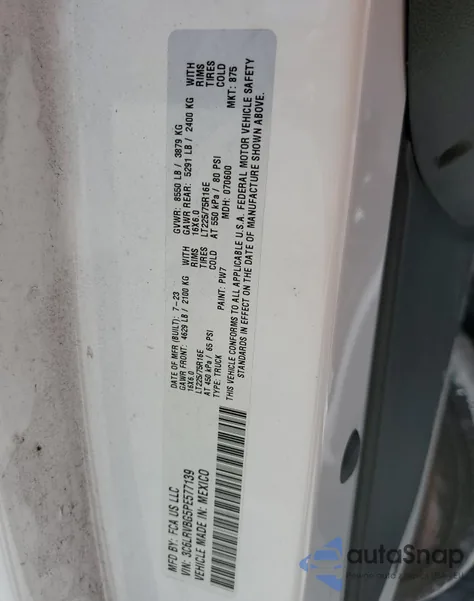 MFD BY: FCA US LLC
VIN: 3C6LRVBG5PE577139
VEHICLE MADE IN: MEXICO
DATE OF MFR (BUILT): 7-23 GVWR: 8550 LB / 3879 KG
GAWR FRONT: 4629 LB / 2100 KG WITH GAWR REAR: 5291 LB / 2400 KG WITH
16X6.0 RIMS 16X6.0 RIMS
LT225/75R16E TIRES LT225/75R16E TIRES
AT 450 kPa / 65 PSI COLD AT 550 kPa / 80 PSI COLD
TYPE: TRUCK PAINT: PW7 MDH: 070600 MKT: 875
THIS VEHICLE CONFORMS TO ALL APPLICABLE U.S.A. FEDERAL MOTOR VEHICLE SAFETY
STANDARDS IN EFFECT ON THE DATE OF MANUFACTURE SHOWN ABOVE.
autoAsnap